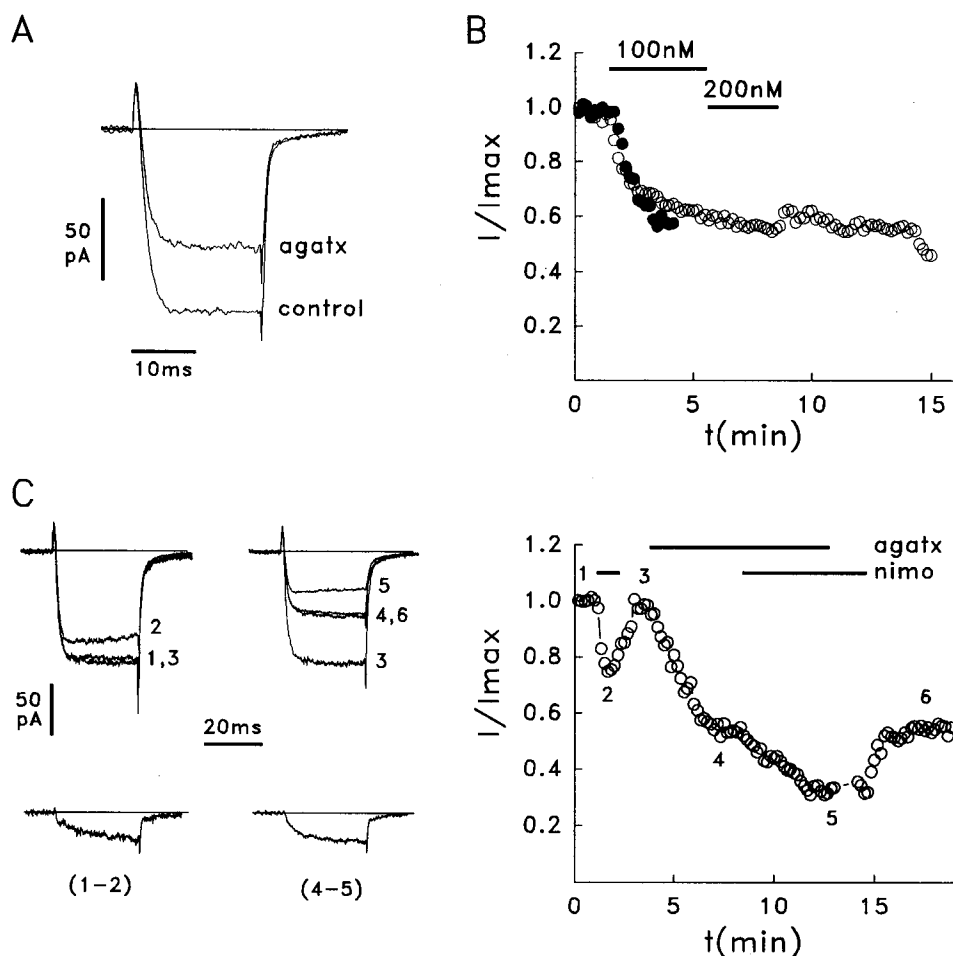 A
50
pA
agatx
control
10ms
B
I/Imax
1.2
1.0
0.8
0.6
0.4
0.2
100nM
200nM
0
5
10
15
t(min)
C
2
1,3
50
pA
20ms
5
4,6
3
(1-2)
(4-5)
I/Imax
1.2
1.0
0.8
0.6
0.4
0.2
agatx
nimo
1
3
2
4
5
6
0
5
10
15
t(min)